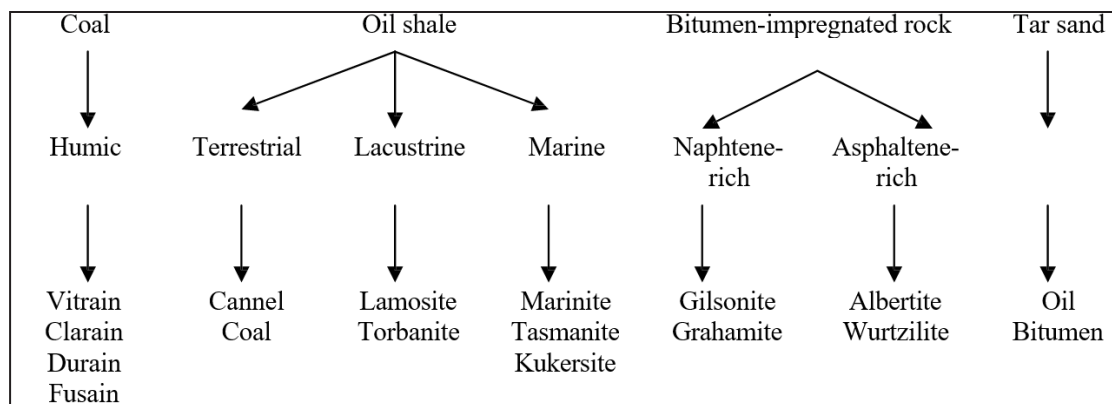 Coal Oil shale Bitumen-impregnated rock Tar sand
Humic Terrestrial Lacustrine Marine Naphtene- Asphaltene-
rich rich
Vitrain Cannel Lamosite Marinite Gilsonite Albertite Oil
Clarain Coal Torbanite Tasmanite Grahamite Wurtzilite Bitumen
Durain Kukersite
Fusain